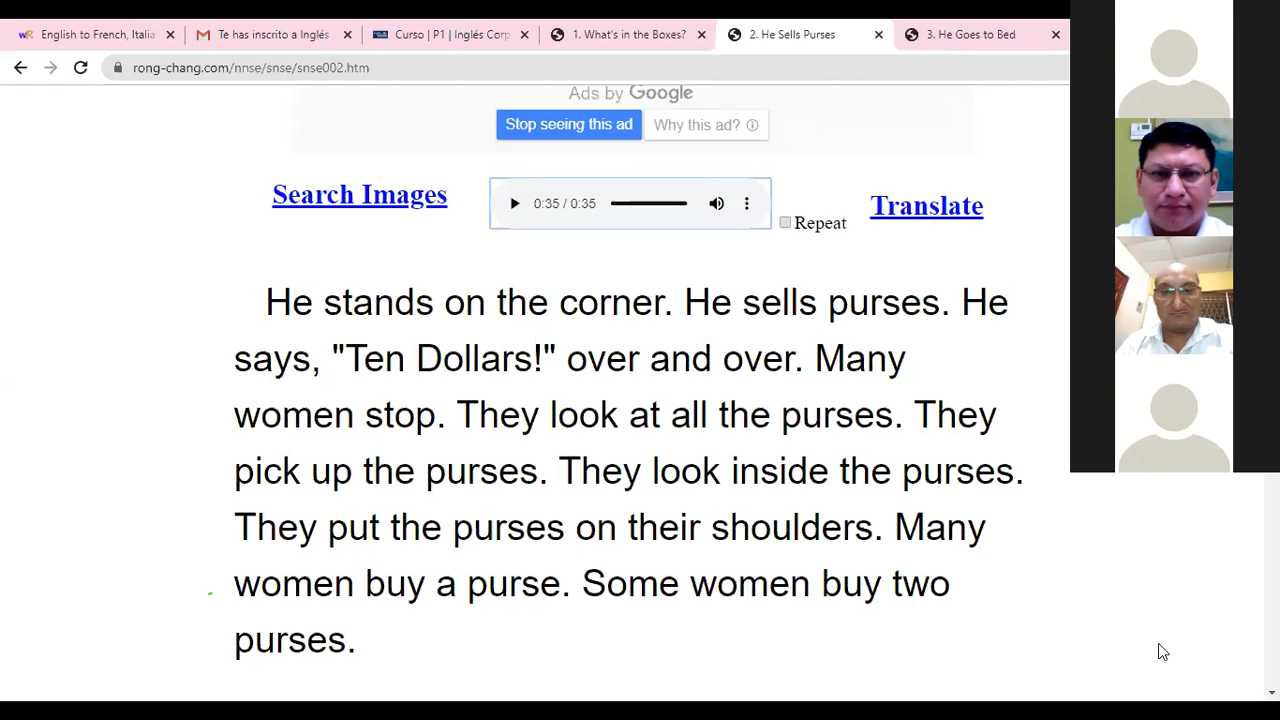 English to French, Italia
Te has inscrito a Inglés
Curso | P1 | Inglés Corp
1. What's in the Boxes?
2. He Sells Purses
3. He Goes to Bed
rong-chang.com/nnse/snse/snse002.htm
Ads by Google
Stop seeing this ad
Why this ad?
Search Images
0:35 / 0:35
Repeat
Translate
He stands on the corner. He sells purses. He
says, "Ten Dollars!" over and over. Many
women stop. They look at all the purses. They
pick up the purses. They look inside the purses.
They put the purses on their shoulders. Many
women buy a purse. Some women buy two
purses.